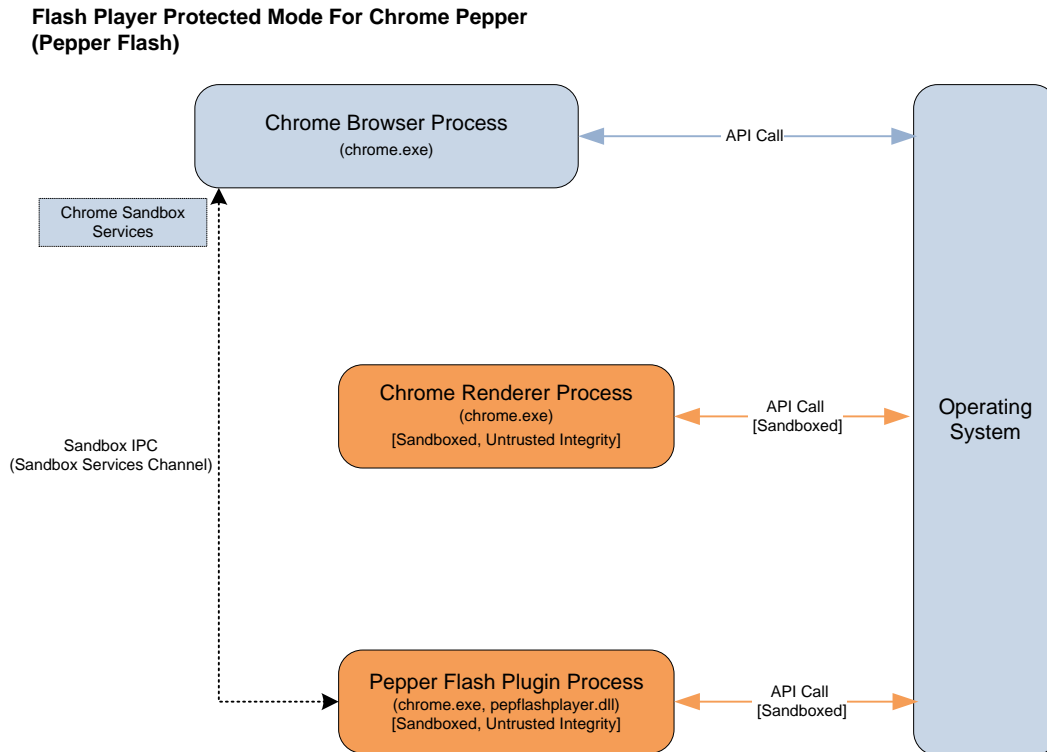 Flash Player Protected Mode For Chrome Pepper
(Pepper Flash)
Chrome Browser Process
(chrome.exe)
API Call
Chrome Sandbox
Services
Chrome Renderer Process
(chrome.exe)
[Sandboxed, Untrusted Integrity]
API Call
[Sandboxed]
Operating
System
Sandbox IPC
(Sandbox Services Channel)
Pepper Flash Plugin Process
(chrome.exe, pepflashplayer.dll)
[Sandboxed, Untrusted Integrity]
API Call
[Sandboxed]